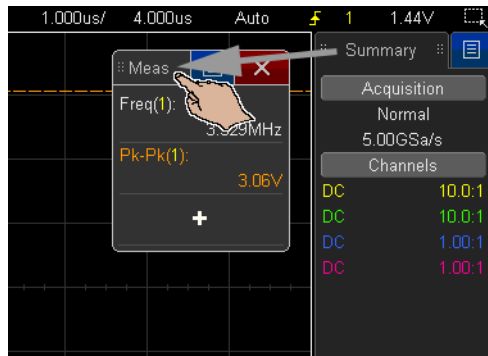 1.000us/ 4.000us Auto 1 1.44V
Summary
Meas
Acquisition
Freq(1):
Normal
5.00GSa/s
Pk-Pk(1):
Channels
3.06V
DC 10.0:1
DC 10.0:1
DC 1.00:1
DC 1.00:1